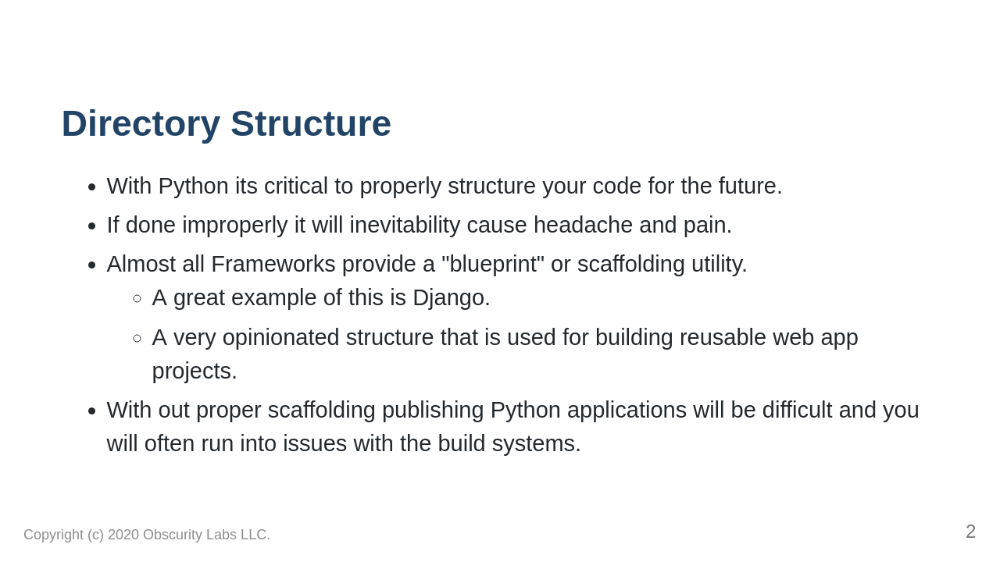 Directory Structure
With Python its critical to properly structure your code for the future.
If done improperly it will inevitability cause headache and pain.
Almost all Frameworks provide a "blueprint" or scaffolding utility.
A great example of this is Django.
A very opinionated structure that is used for building reusable web app
projects.
With out proper scaffolding publishing Python applications will be difficult and you
will often run into issues with the build systems.
Copyright (c) 2020 Obscurity Labs LLC.
2